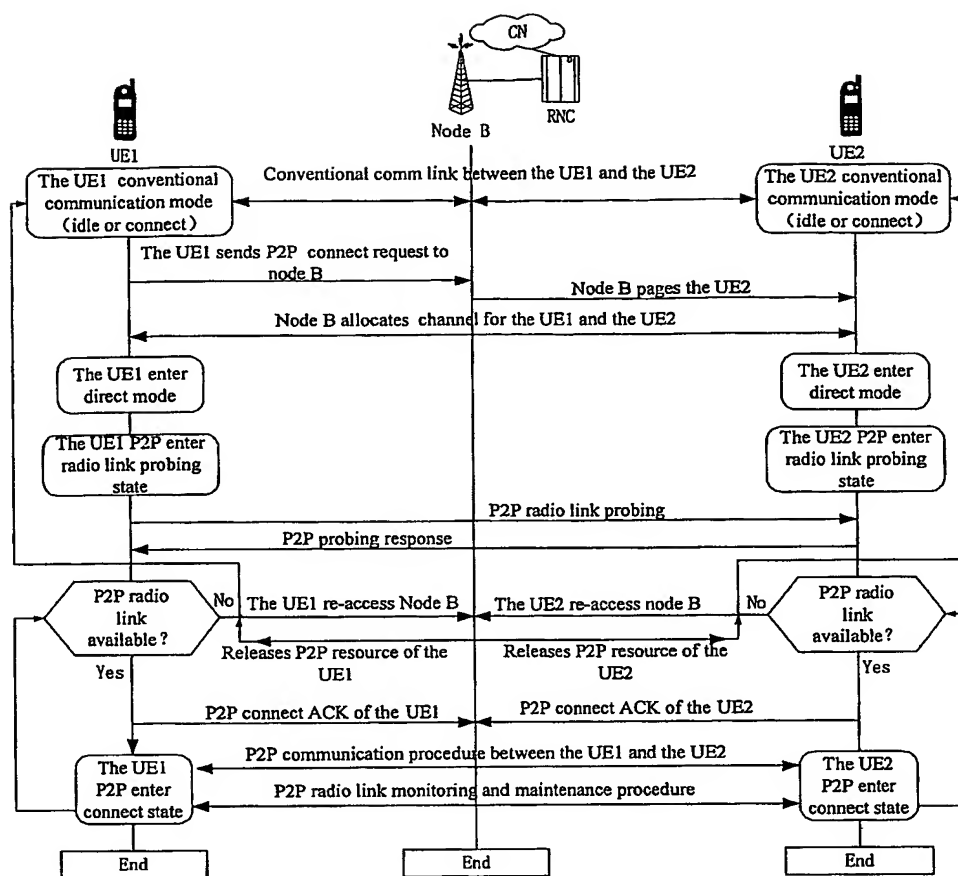 CN
RNC
Node B
UE1
UE2
The UE1 conventional
communication mode
(idle or connect)
Conventional comm link between the UE1 and the UE2
The UE2 conventional
communication mode
(idle or connect)
The UE1 sends P2P connect request to
node B
Node B pages the UE2
Node B allocates channel for the UE1 and the UE2
The UE1 enter
direct mode
The UE2 enter
direct mode
The UE1 P2P enter
radio link probing
state
The UE2 P2P enter
radio link probing
state
P2P radio link probing
P2P probing response
P2P radio
link
available?
No
The UE1 re-access Node B
The UE2 re-access node B
No
P2P radio
link
available?
Releases P2P resource of the
UE1
Releases P2P resource of the
UE2
Yes
Yes
P2P connect ACK of the UE1
P2P connect ACK of the UE2
P2P communication procedure between the UE1 and the UE2
The UE1
P2P enter
connect state
The UE2
P2P enter
connect state
P2P radio link monitoring and maintenance procedure
End
End
End